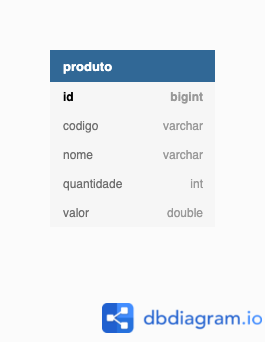 produto
id bigint
codigo varchar
nome varchar
quantidade int
valor double
dbdiagram.io